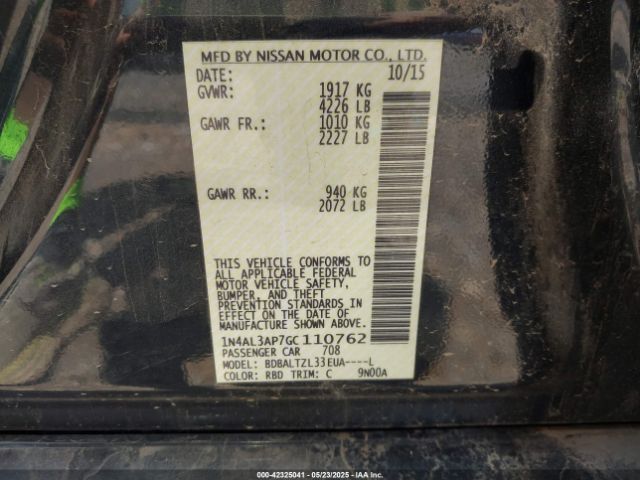 MFD BY NISSAN MOTOR CO., LTD.
DATE: 10/15
GVWR: 1917 KG
4226 LB
GAWR FR.: 1010 KG
2227 LB
GAWR RR.: 940 KG
2072 LB
THIS VEHICLE CONFORMS TO
ALL APPLICABLE FEDERAL
MOTOR VEHICLE SAFETY,
BUMPER, AND THEFT
PREVENTION STANDARDS IN
EFFECT ON THE DATE OF
MANUFACTURE SHOWN ABOVE.
1N4AL3AP7GC110762
PASSENGER CAR 708
MODEL: BDBALTZL33EUA----L
COLOR: RBD TRIM: C 9N00A
000-42325041 - 05/23/2025 - Copyright IAA, Inc.